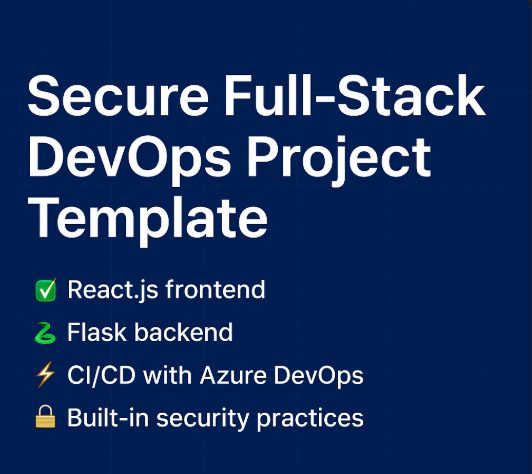 Secure Full-Stack
DevOps Project
Template
✅ React.js frontend
🐍 Flask backend
⚡ CI/CD with Azure DevOps
🔒 Built-in security practices